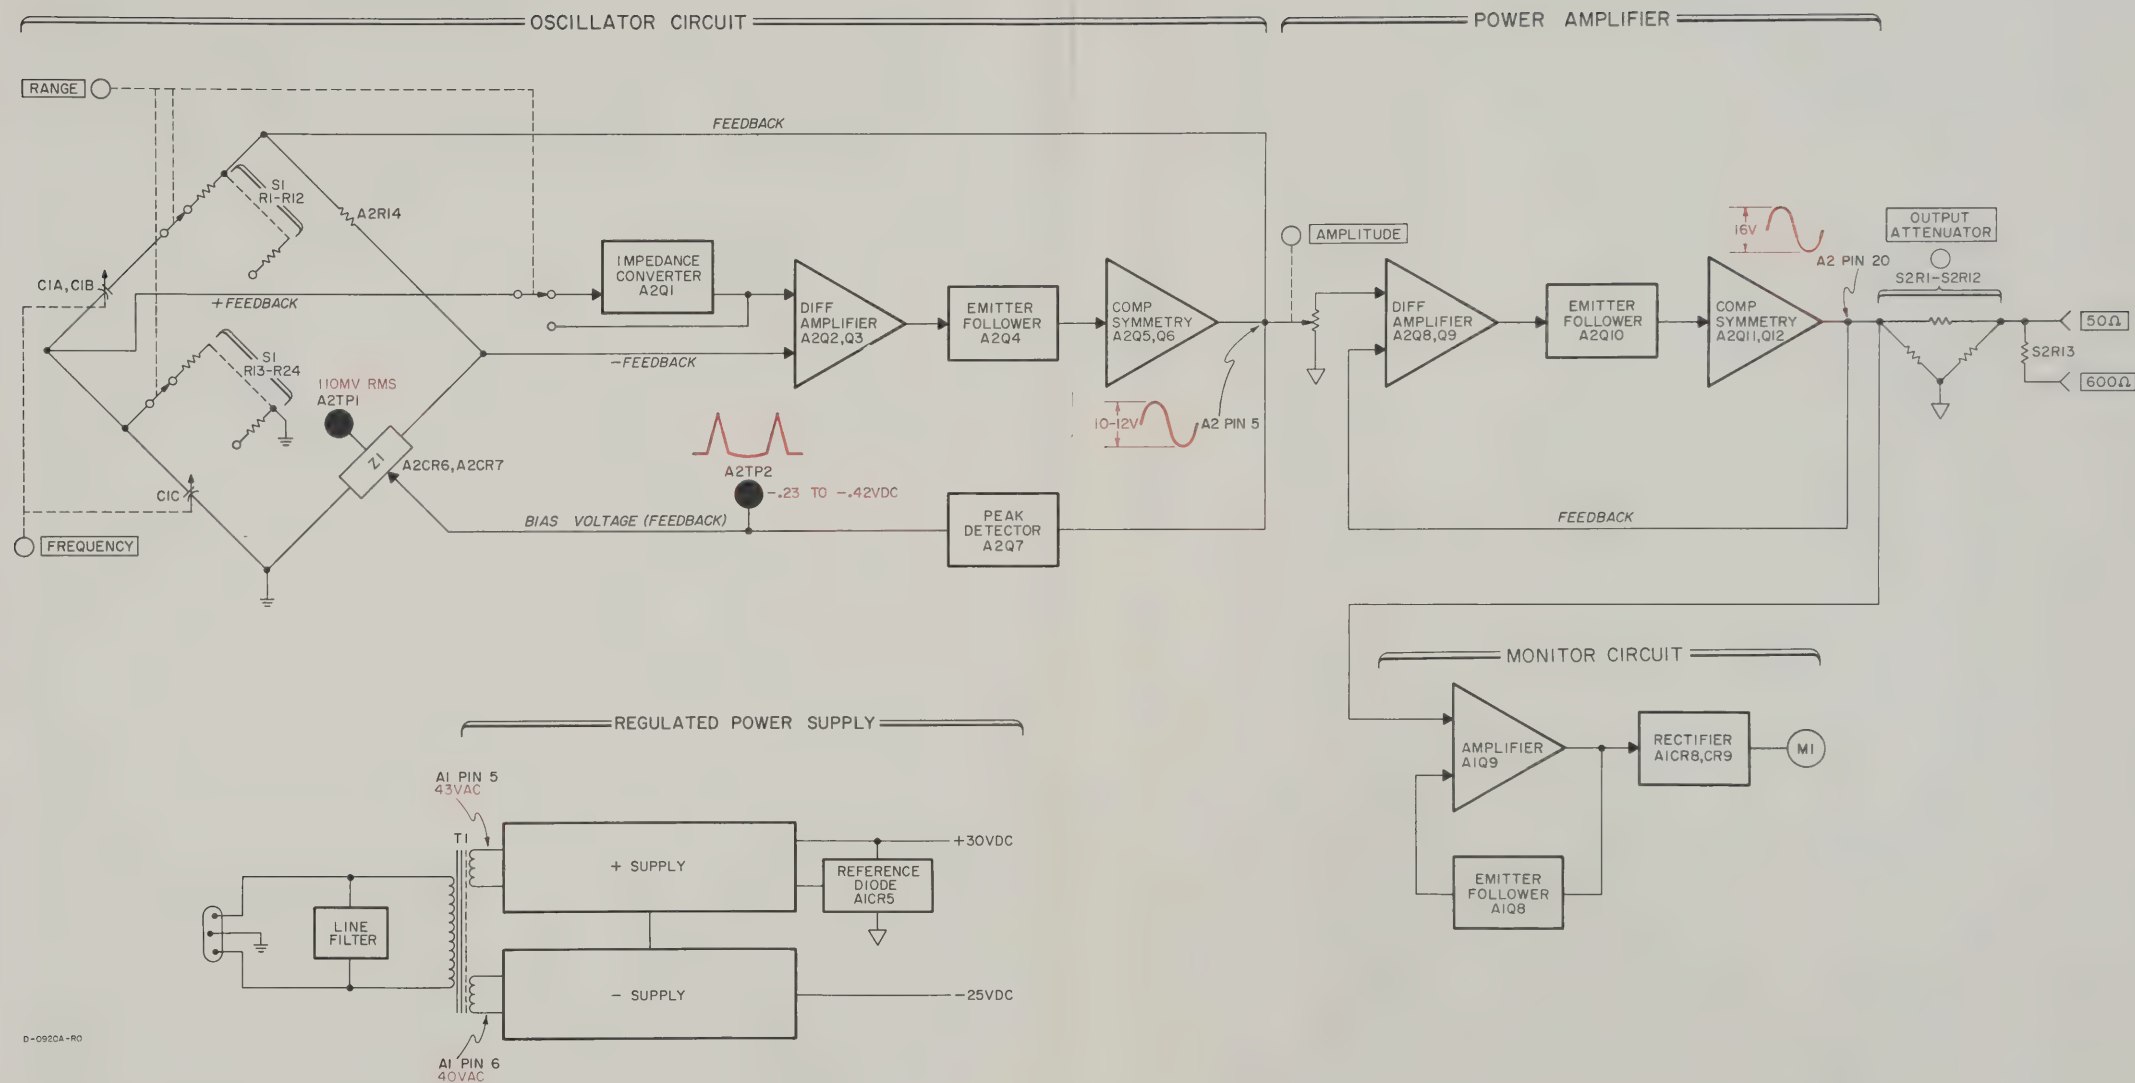 OSCILLATOR CIRCUIT
POWER AMPLIFIER
RANGE
FEEDBACK
S1
R1-R12
A2R14
AMPLITUDE
16V
OUTPUT
ATTENUATOR
A2 PIN 20
S2R1-S2R12
C1A, C1B
+FEEDBACK
IMPEDANCE
CONVERTER
A2Q1
DIFF
AMPLIFIER
A2Q2,Q3
EMITTER
FOLLOWER
A2Q4
COMP
SYMMETRY
A2Q5,Q6
DIFF
AMPLIFIER
A2Q8,Q9
EMITTER
FOLLOWER
A2Q10
COMP
SYMMETRY
A2Q11,Q12
50Ω
S2R13
600Ω
S1
R13-R24
-FEEDBACK
110MV RMS
A2TP1
10-12V
A2 PIN 5
Z1
A2CR6,A2CR7
A2TP2
-.23 TO -.42VDC
C1C
BIAS VOLTAGE (FEEDBACK)
PEAK
DETECTOR
A2Q7
FEEDBACK
FREQUENCY
MONITOR CIRCUIT
AMPLIFIER
A1Q9
RECTIFIER
A1CR8,CR9
M1
EMITTER
FOLLOWER
A1Q8
REGULATED POWER SUPPLY
A1 PIN 5
43VAC
T1
+ SUPPLY
+30VDC
REFERENCE
DIODE
A1CR5
LINE
FILTER
- SUPPLY
-25VDC
A1 PIN 6
40VAC
D-0920A-RO